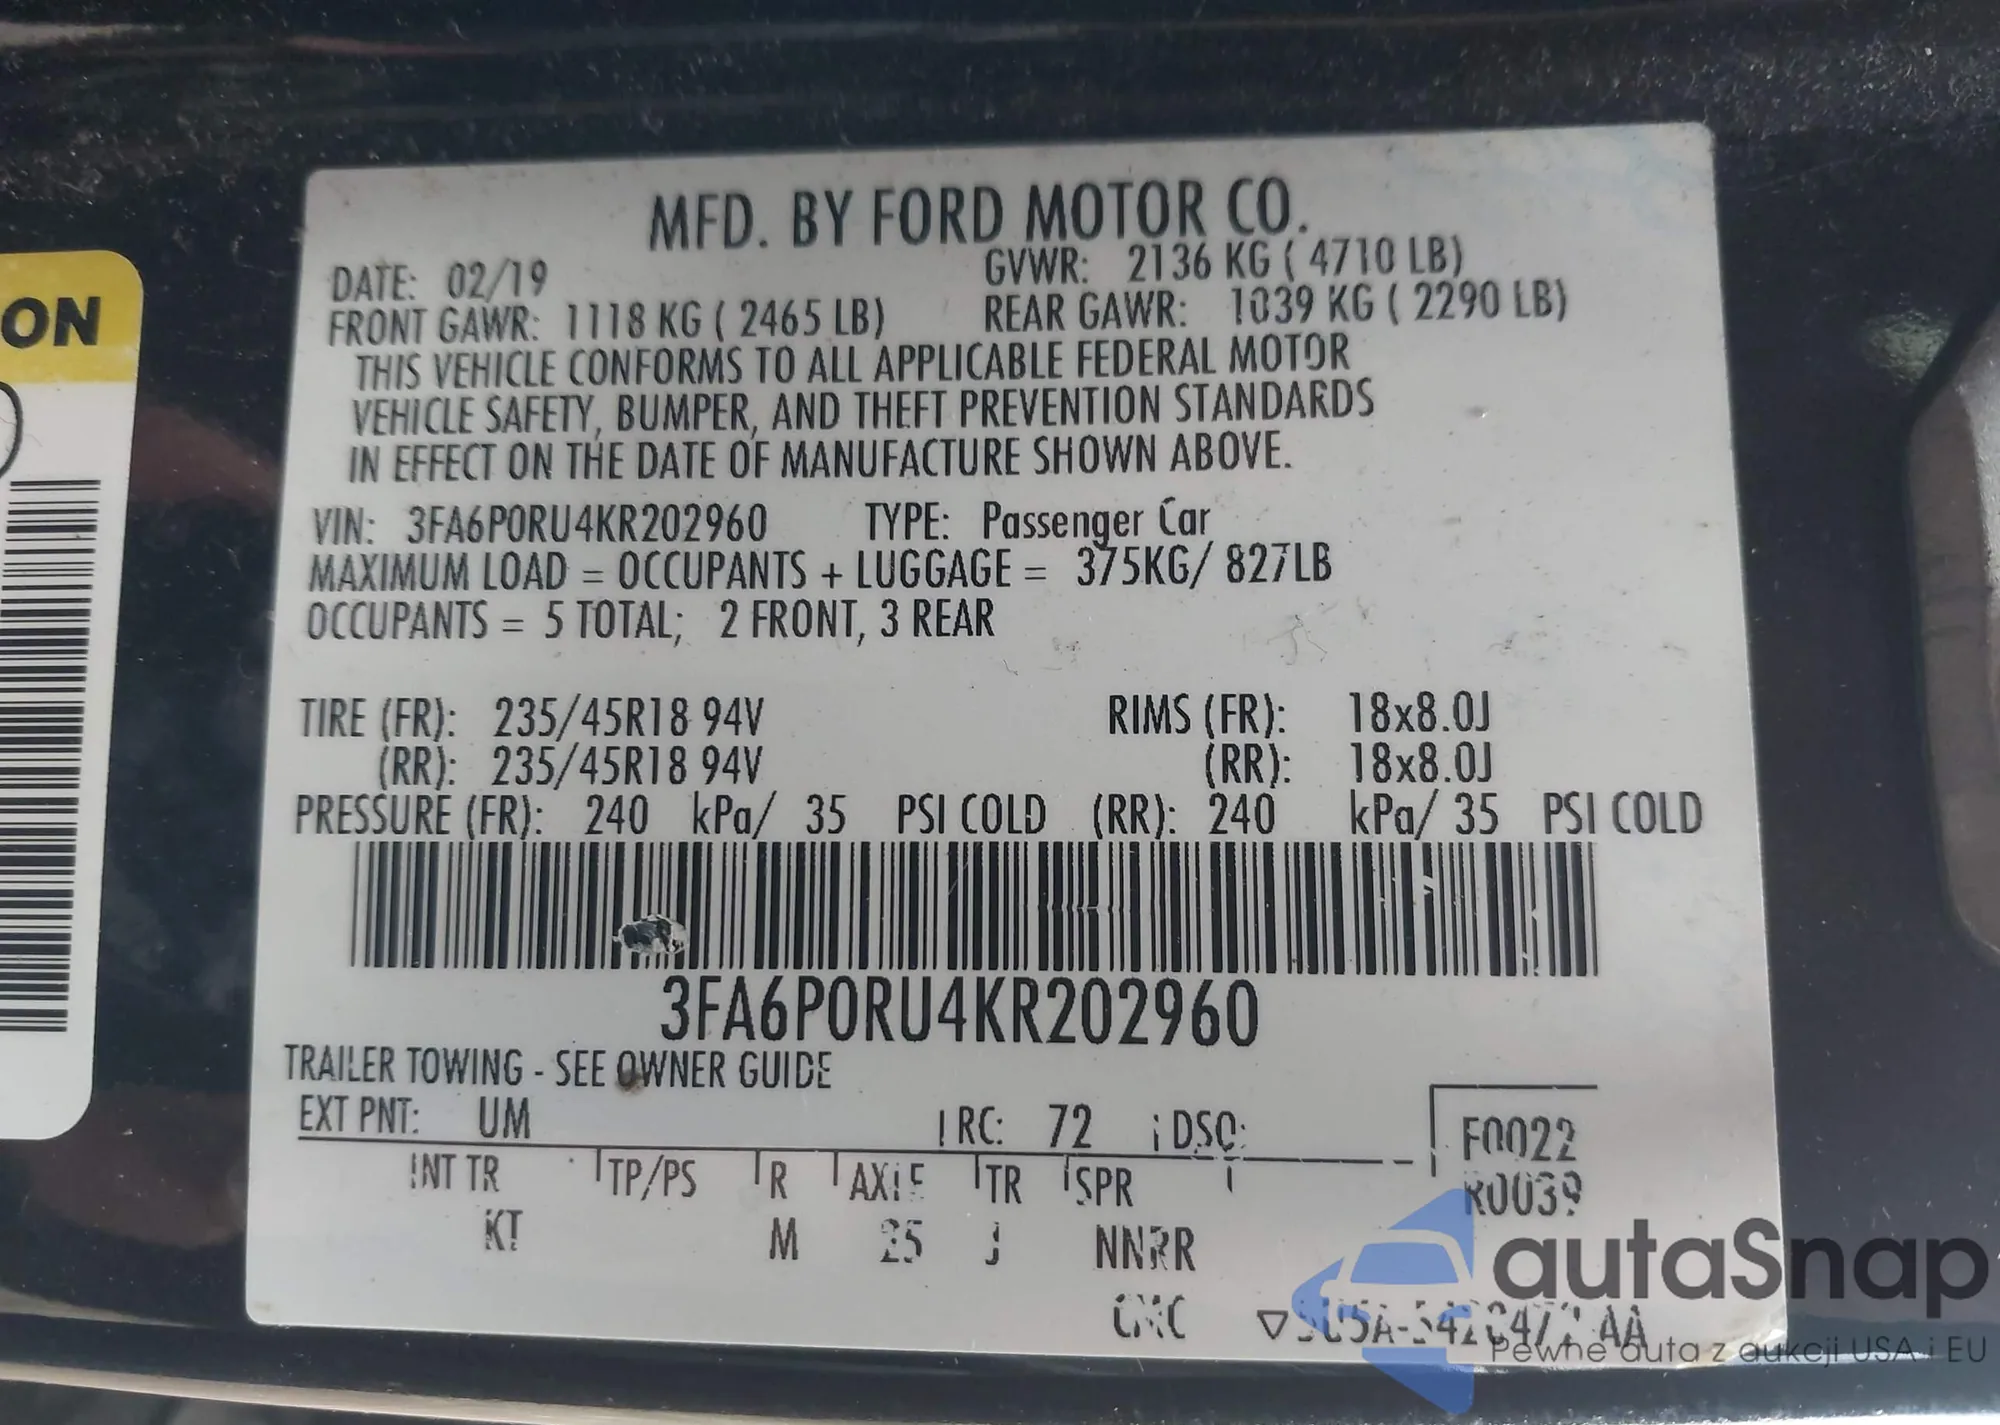 ON
MFD. BY FORD MOTOR CO.
DATE: 02/19 GVWR: 2136 KG ( 4710 LB)
FRONT GAWR: 1118 KG ( 2465 LB) REAR GAWR: 1039 KG ( 2290 LB)
THIS VEHICLE CONFORMS TO ALL APPLICABLE FEDERAL MOTOR
VEHICLE SAFETY, BUMPER, AND THEFT PREVENTION STANDARDS
IN EFFECT ON THE DATE OF MANUFACTURE SHOWN ABOVE.
VIN: 3FA6P0RU4KR202960 TYPE: Passenger Car
MAXIMUM LOAD = OCCUPANTS + LUGGAGE = 375KG/ 827LB
OCCUPANTS = 5 TOTAL; 2 FRONT, 3 REAR
TIRE (FR): 235/45R18 94V RIMS (FR): 18x8.0J
(RR): 235/45R18 94V (RR): 18x8.0J
PRESSURE (FR): 240 kPa/ 35 PSI COLD (RR): 240 kPa/ 35 PSI COLD
3FA6P0RU4KR202960
TRAILER TOWING - SEE OWNER GUIDE
EXT PNT: UM RC: 72 DSO: F0022
INT TR TP/PS R AXLE TR SPR R0039
KT M 25 J NNRR
autaSnap
Pewne auta z aukcji USA i EU